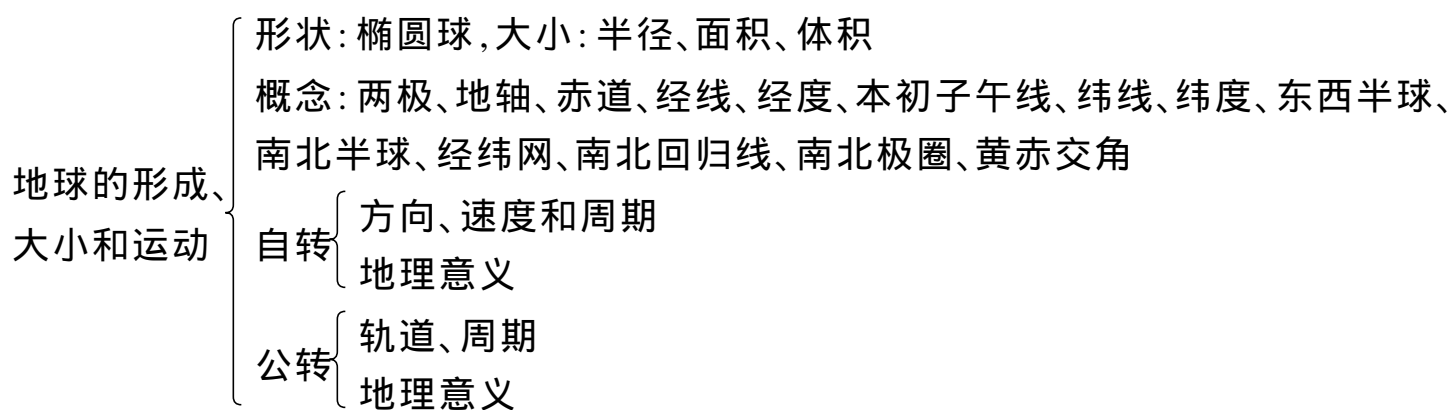 形状:椭圆球,大小:半径、面积、体积
概念:两极、地轴、赤道、经线、经度、本初子午线、纬线、纬度、东西半球、
南北半球、经纬网、南北回归线、南北极圈、黄赤交角
地球的形成、
大小和运动
自转
方向、速度和周期
地理意义
公转
轨道、周期
地理意义